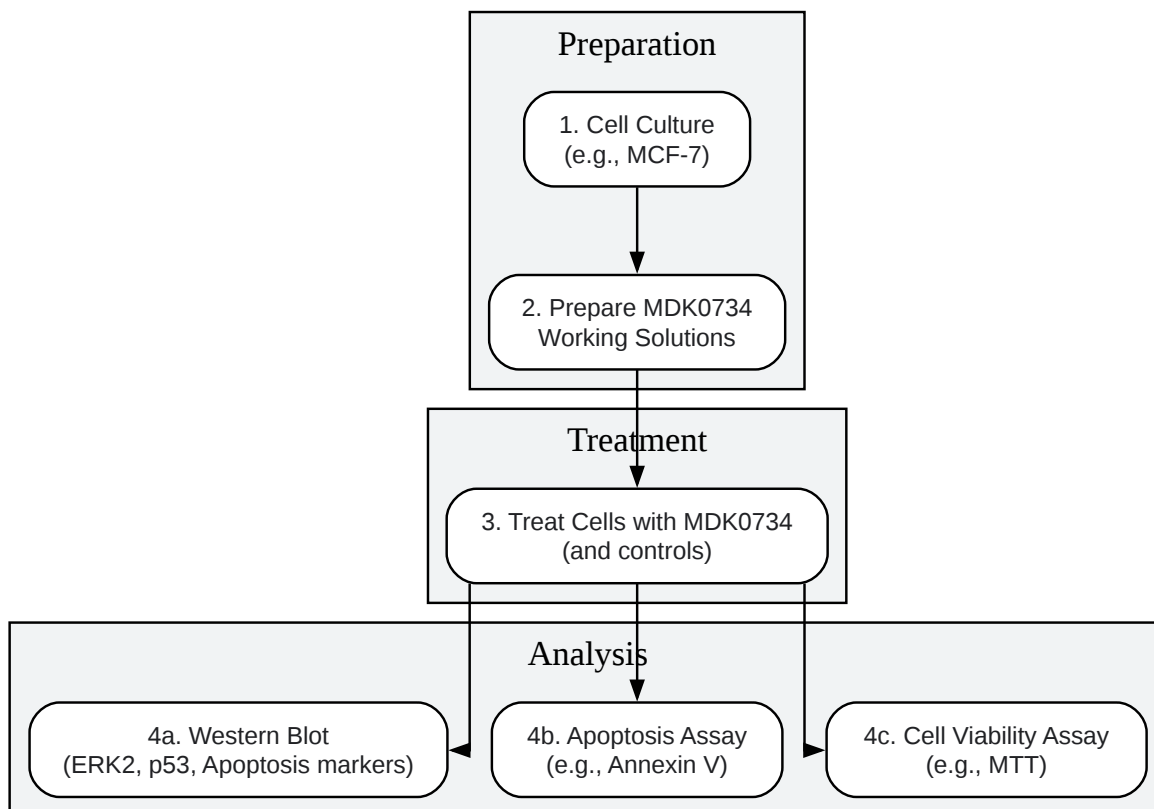 Preparation
1. Cell Culture
(e.g., MCF-7)
2. Prepare MDK0734
Working Solutions
Treatment
3. Treat Cells with MDK0734
(and controls)
Analysis
4a. Western Blot
(ERK2, p53, Apoptosis markers)
4b. Apoptosis Assay
(e.g., Annexin V)
4c. Cell Viability Assay
(e.g., MTT)